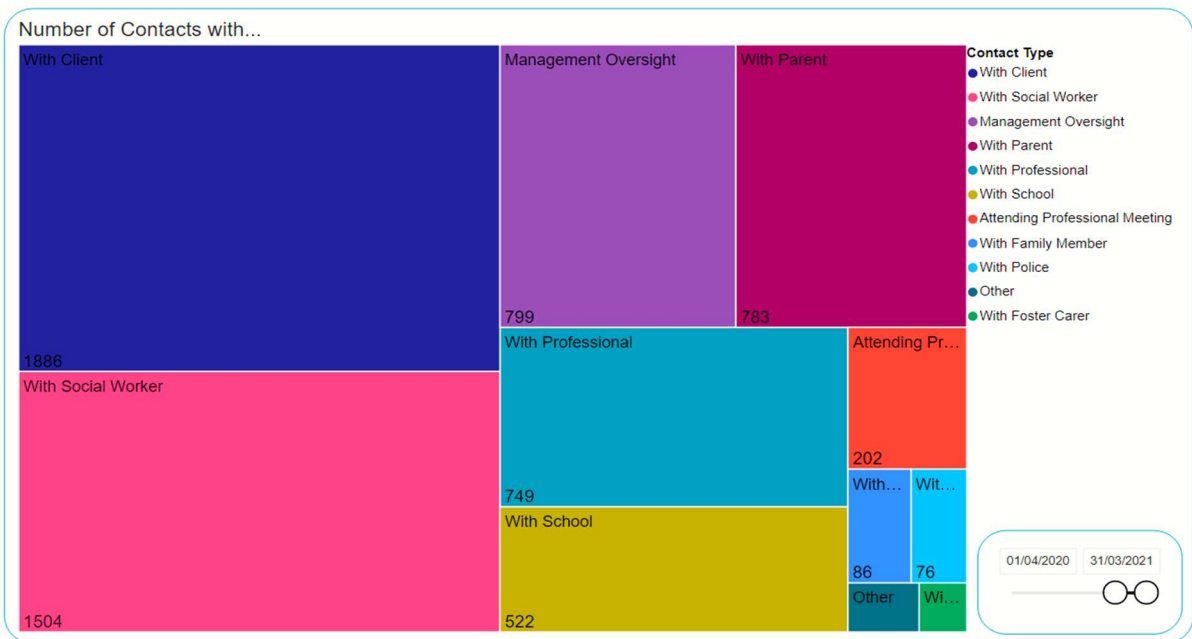 Number of Contacts with...
With Client
1886
With Social Worker
1504
Management Oversight
799
With Parent
783
With Professional
749
With School
522
Attending Pr...
202
With...
86
Wit...
76
Other
Wi...
Contact Type
With Client
With Social Worker
Management Oversight
With Parent
With Professional
With School
Attending Professional Meeting
With Family Member
With Police
Other
With Foster Carer
01/04/2020
31/03/2021